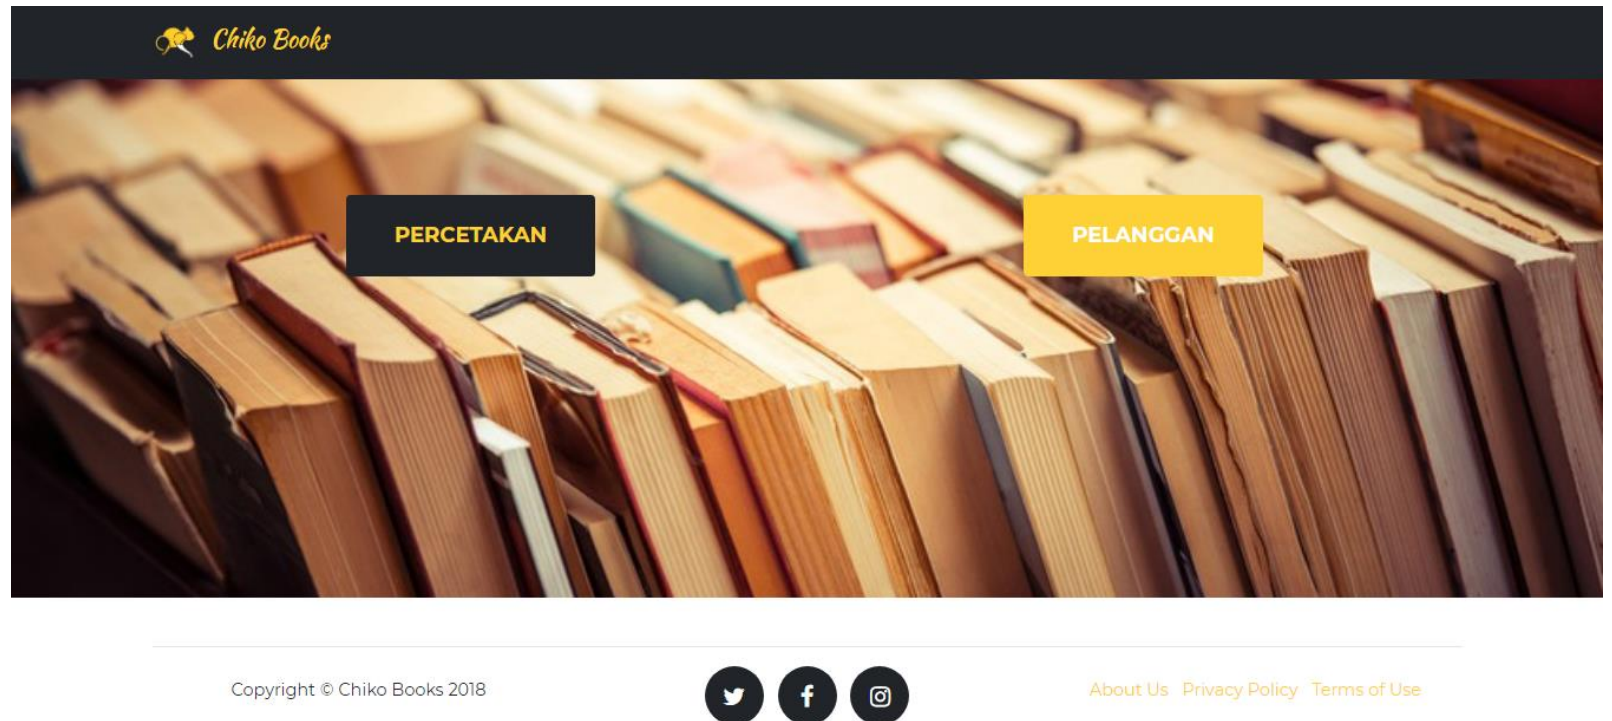 Chiko Books
PERCETAKAN
PELANGGAN
Copyright © Chiko Books 2018
About Us Privacy Policy Terms of Use